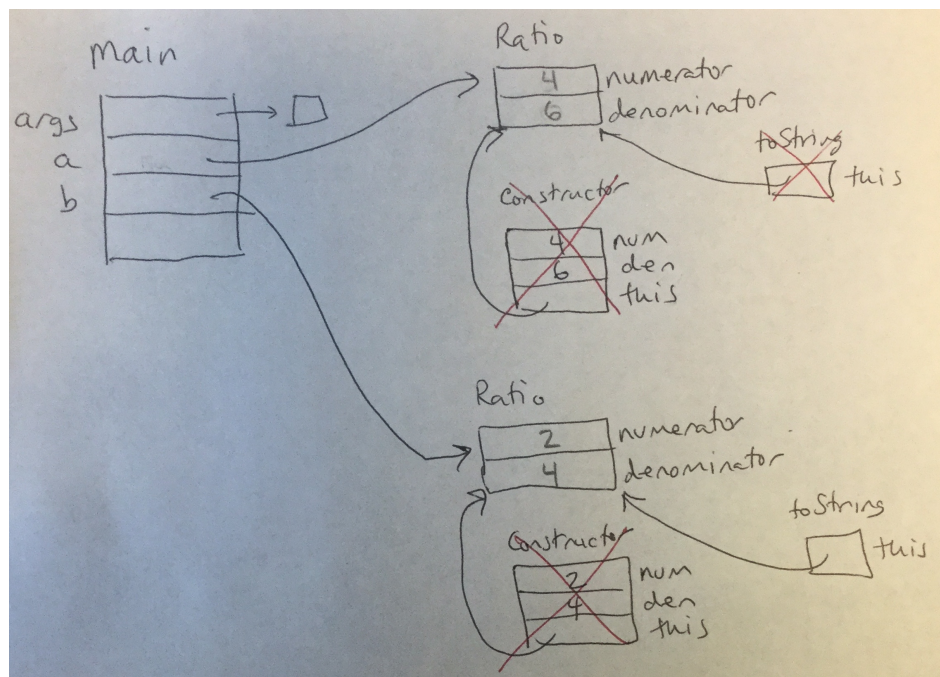 Main
args
a
b
Ratio
4 numerator
6 denominator
toString
this
Constructor
4 num
6 den
this
Ratio
2 numerator
4 denominator
toString
this
Constructor
2 num
4 den
this